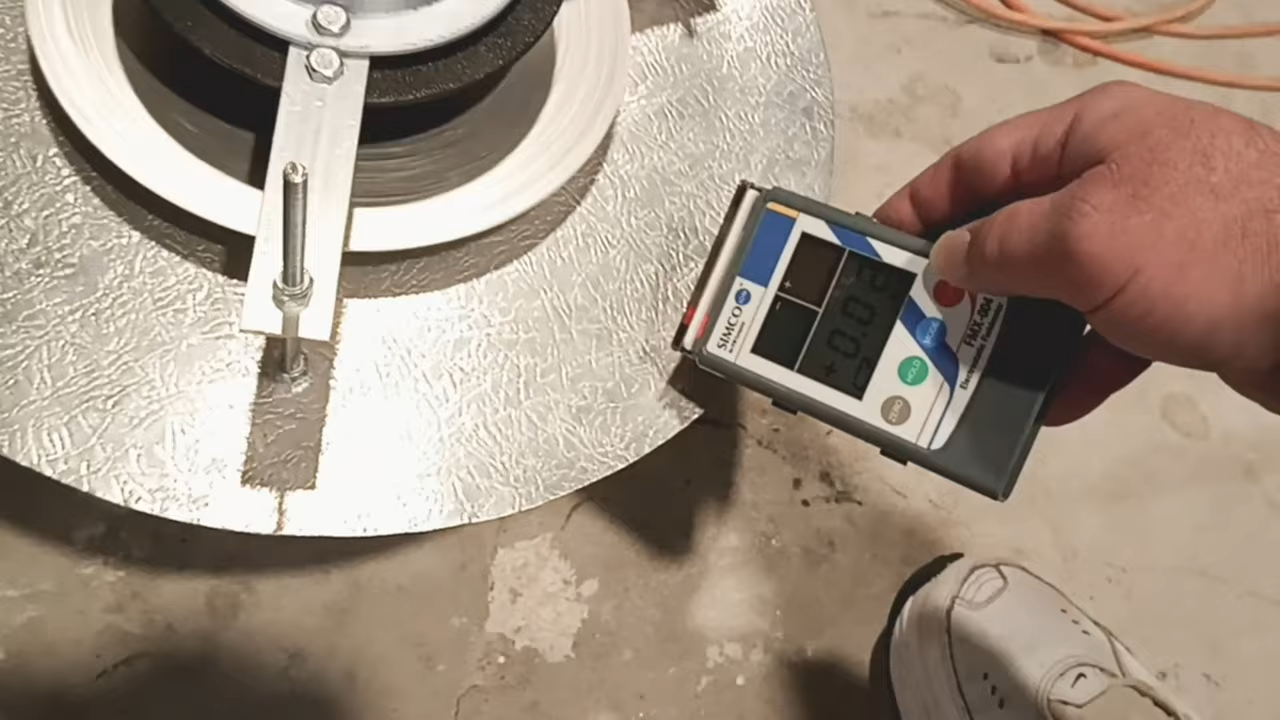 SIMCO
+0.02
MODE
HOLD
ZERO
FMX-004
Electrostatic Fieldmeter